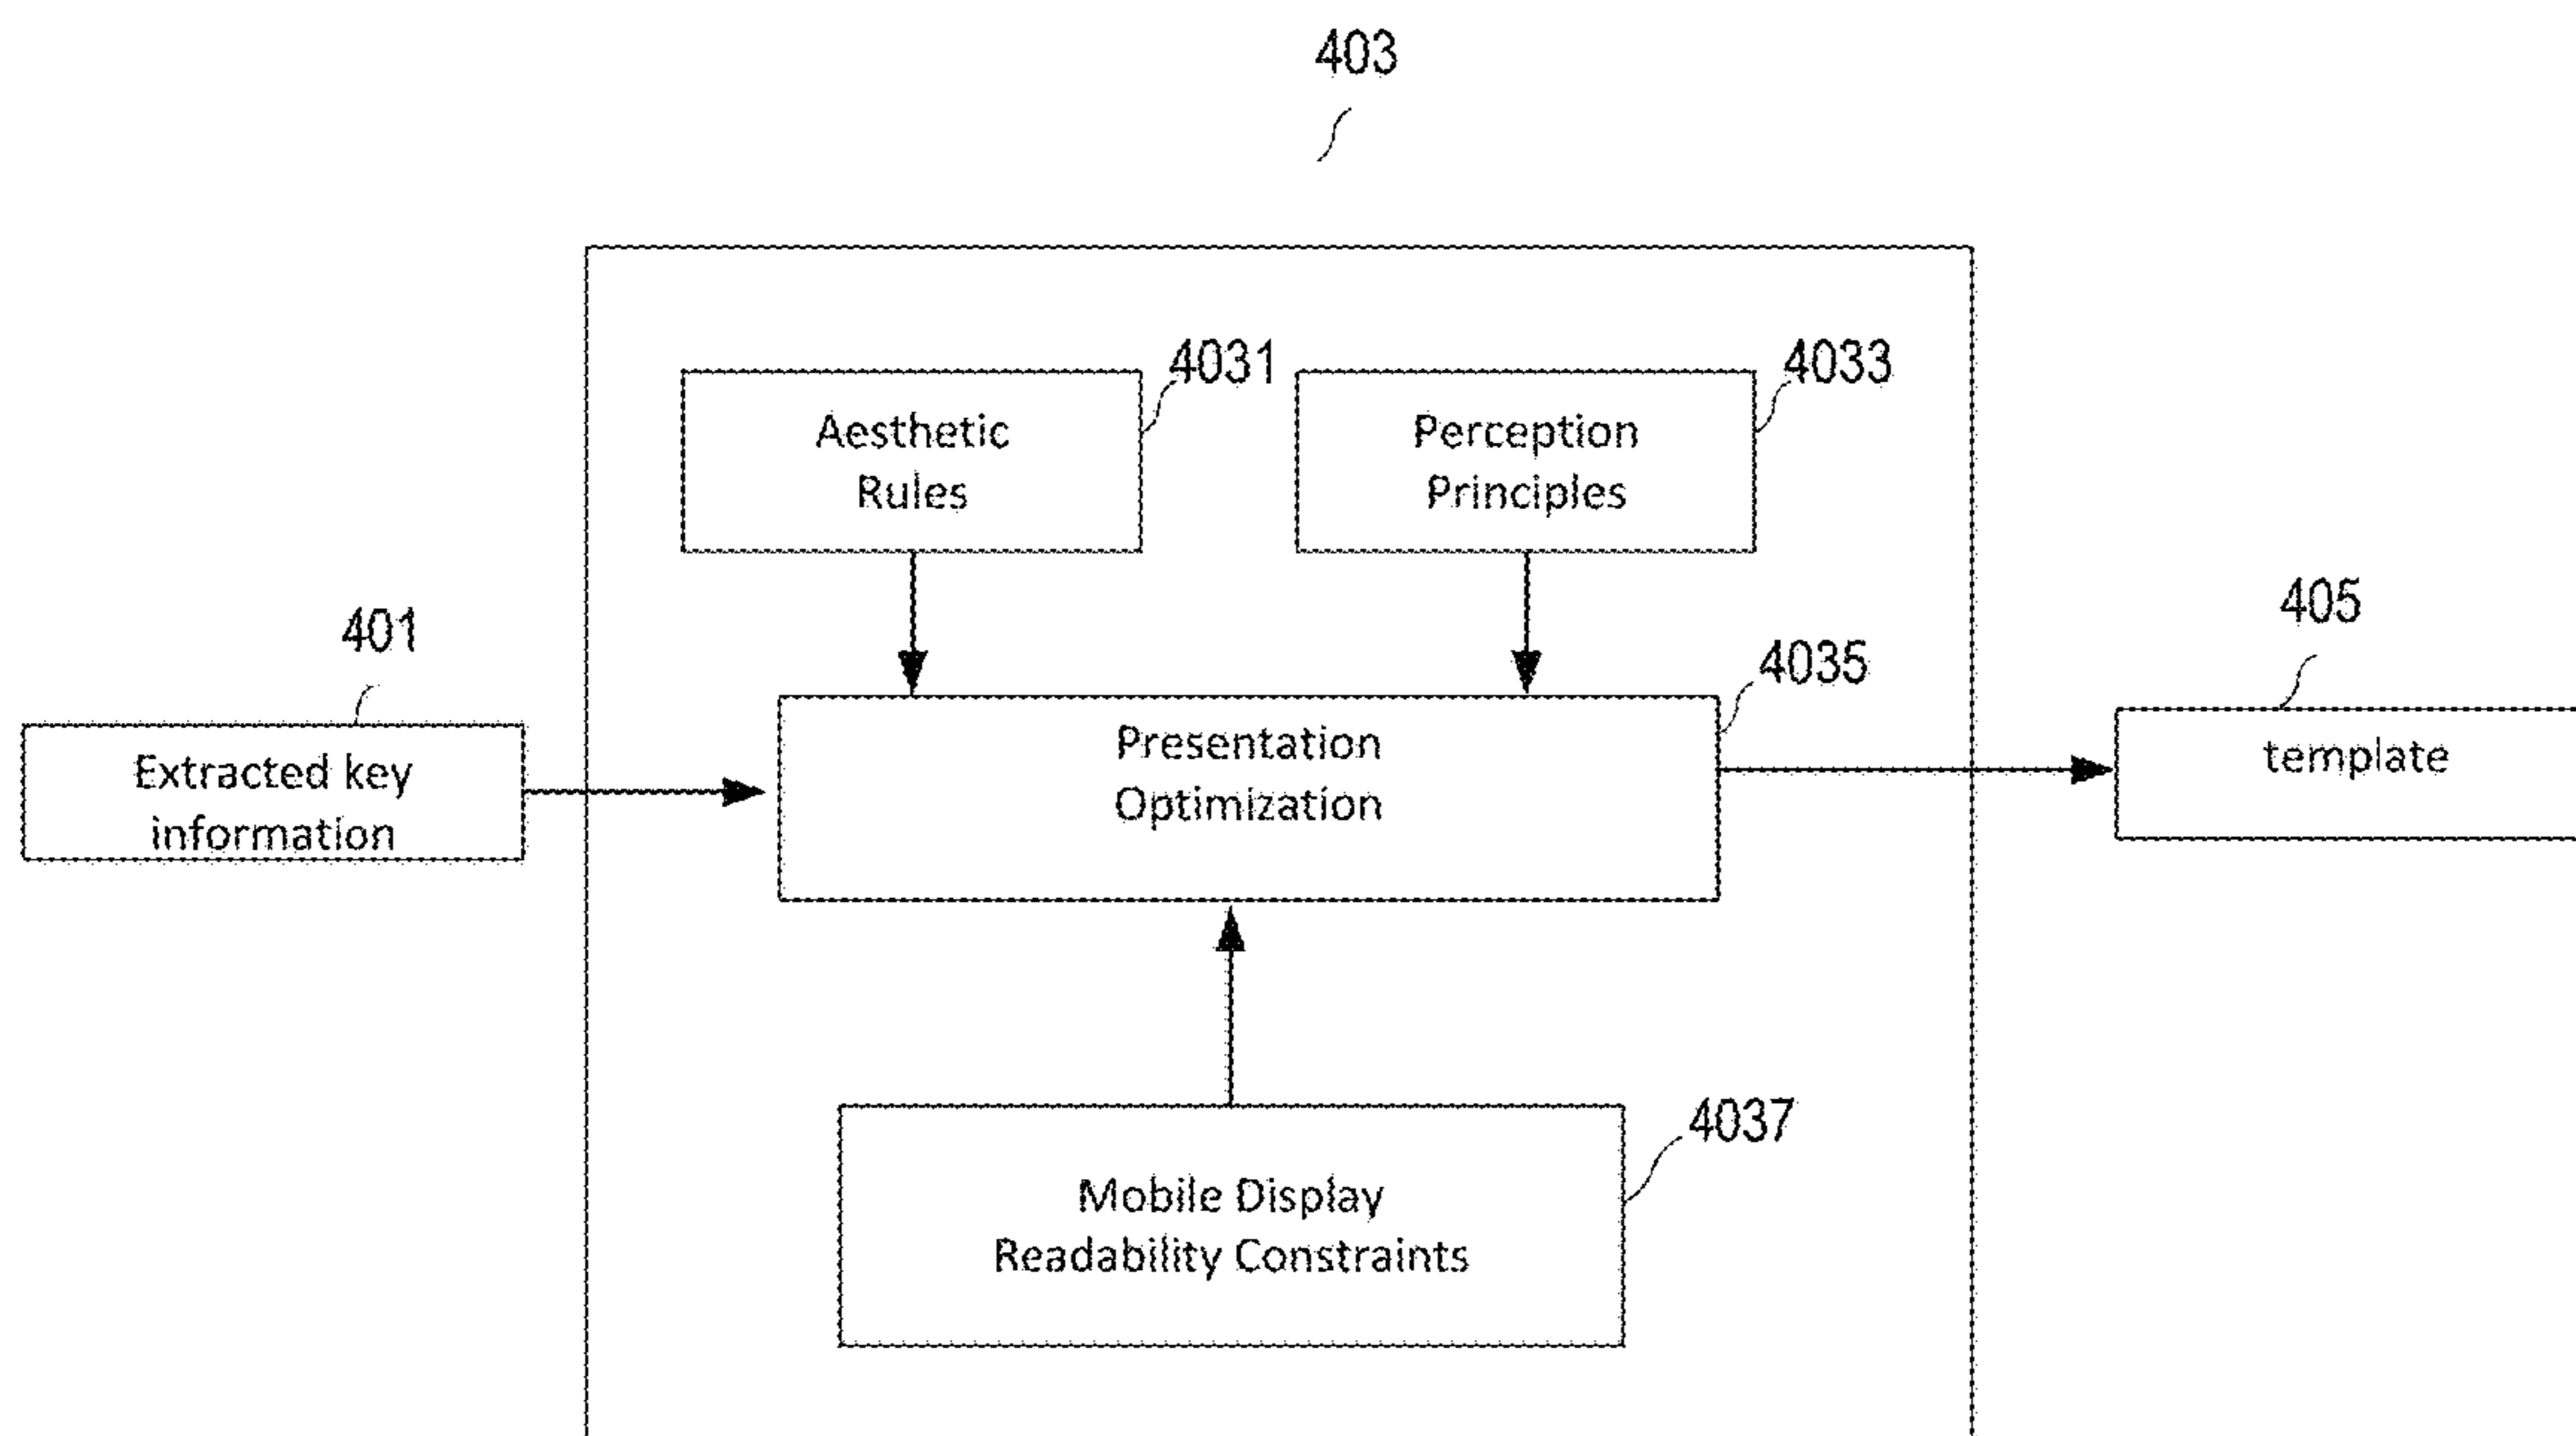 403
4031
4033
Aesthetic
Rules
Perception
Principles
401
405
4035
Extracted key
information
Presentation
Optimization
template
4037
Mobile Display
Readability Constraints